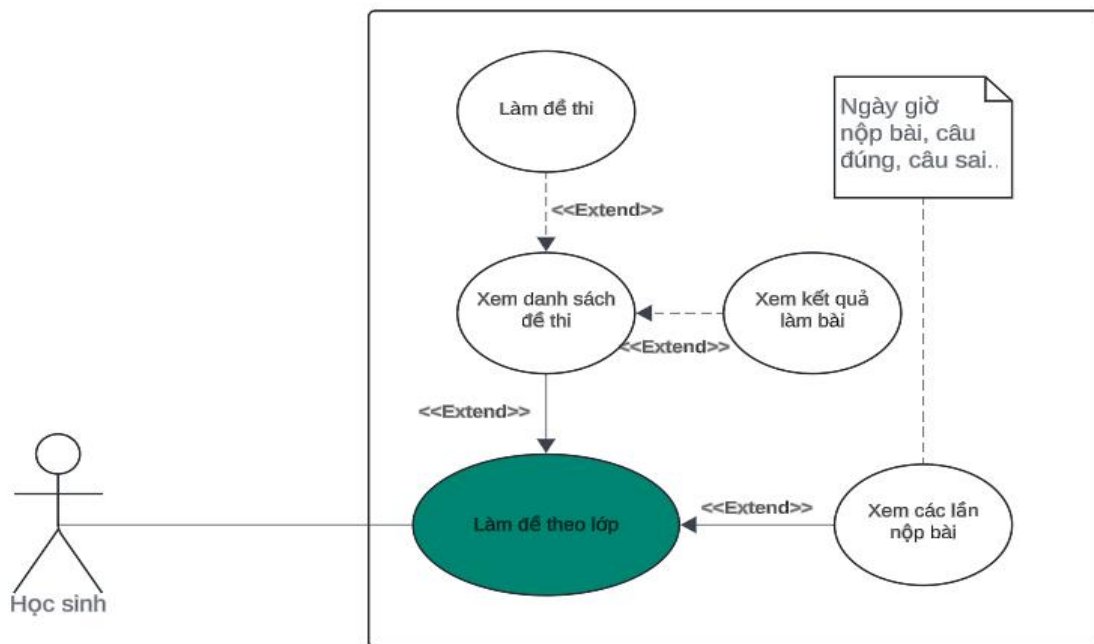 Làm đề thi
Ngày giờ
nộp bài, câu
đúng, câu sai..
<<Extend>>
Xem danh sách
đề thi
Xem kết quả
làm bài
<<Extend>>
<<Extend>>
Làm đề theo lớp
<<Extend>>
Xem các lần
nộp bài
Học sinh